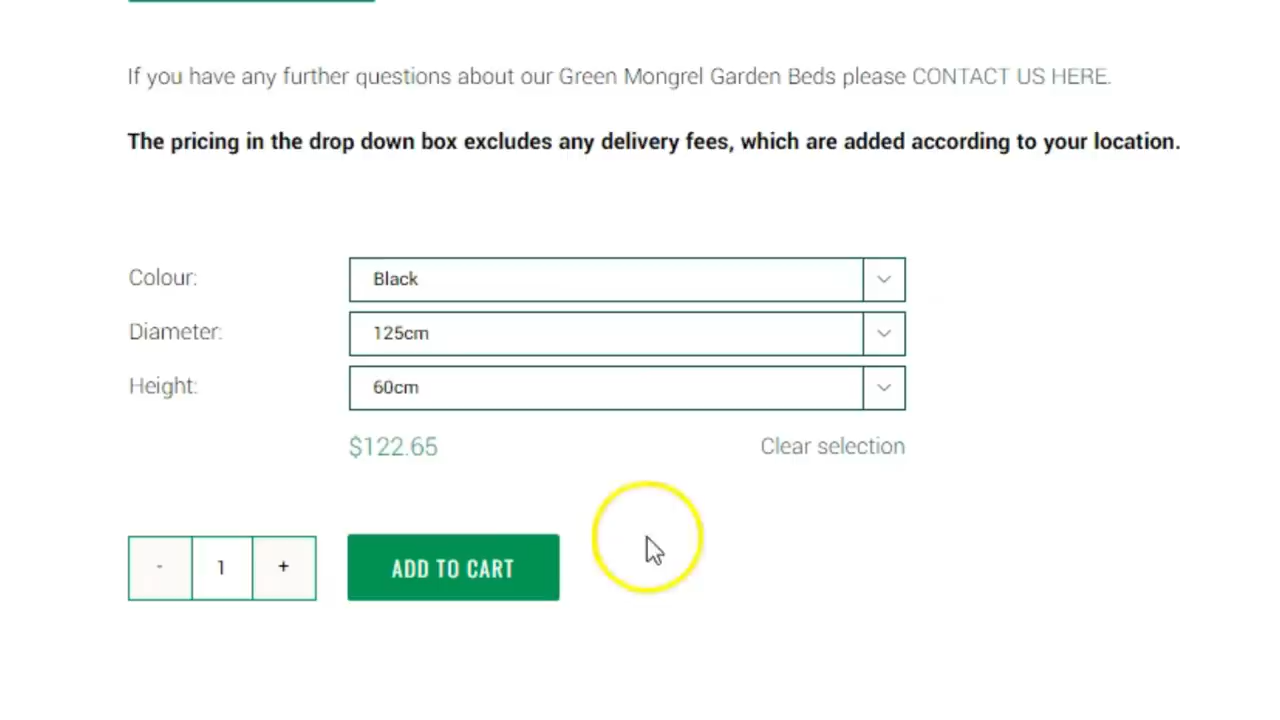 If you have any further questions about our Green Mongrel Garden Beds please CONTACT US HERE.
The pricing in the drop down box excludes any delivery fees, which are added according to your location.
Colour: Black
Diameter: 125cm
Height: 60cm
$122.65 Clear selection
- 1 + ADD TO CART